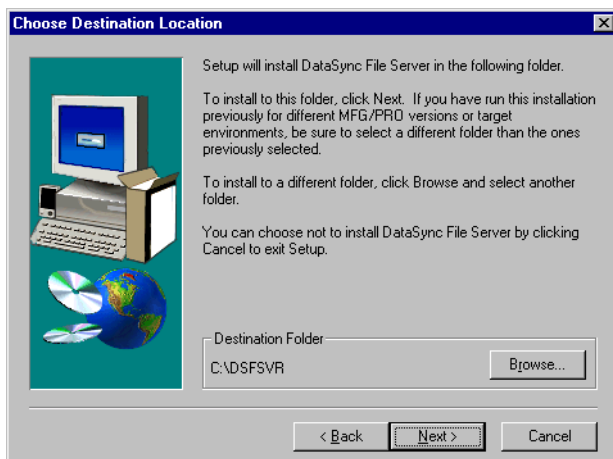 Choose Destination Location
Setup will install DataSync File Server in the following folder.
To install to this folder, click Next. If you have run this installation
previously for different MFG/PRO versions or target
environments, be sure to select a different folder than the ones
previously selected.
To install to a different folder, click Browse and select another
folder.
You can choose not to install DataSync File Server by clicking
Cancel to exit Setup.
Destination Folder
C:\DSFSVR
Browse...
< Back
Next >
Cancel